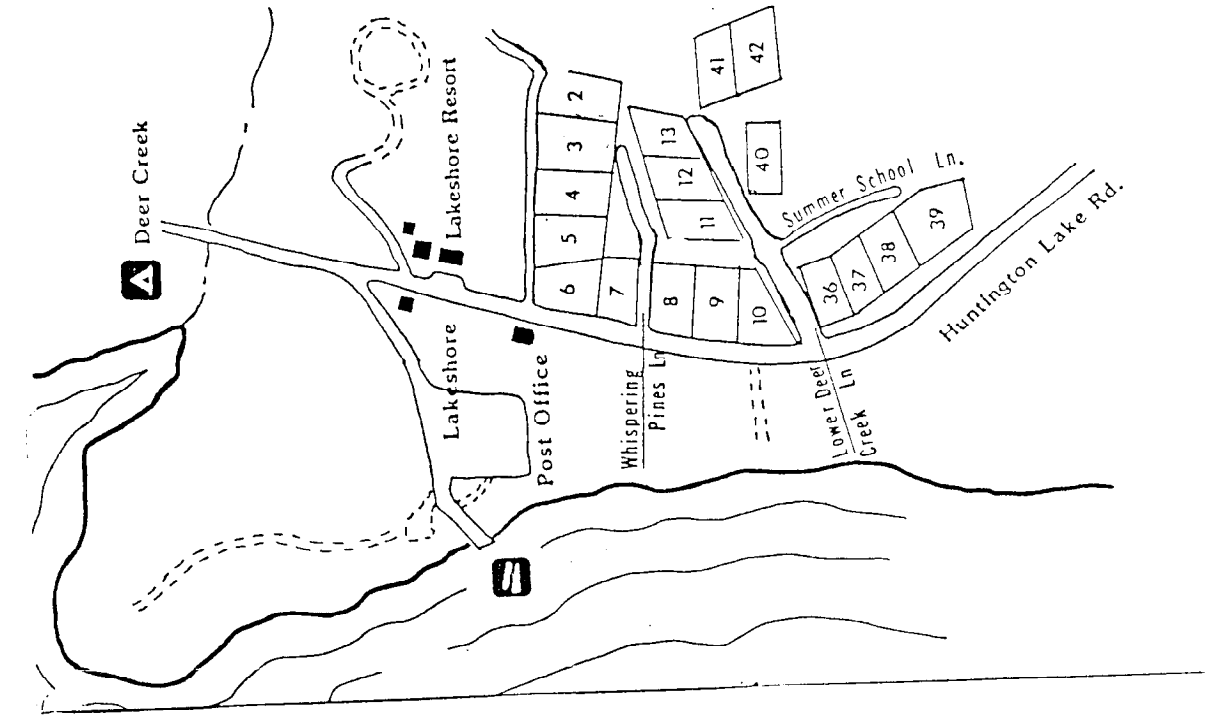 Deer Creek
Lakeshore Resort
Lakeshore
Post Office
2
3
4
5
6
7
8
9
10
11
12
13
41
42
40
36
37
38
39
Summer School Ln.
Huntington Lake Rd.
Whispering
Pines Ln
Lower Deer
Creek Ln